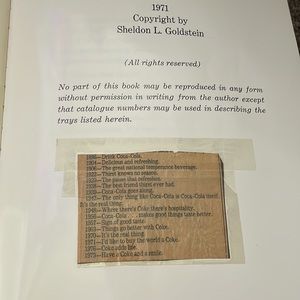 1971
Copyright by
Sheldon L. Goldstein
(All rights reserved)
No part of this book may be reproduced in any form
without permission in writing from the author except
that catalogue numbers may be used in describing the
trays listed herein.
1886—Drink Coca-Cola.
1904—Delicious and refreshing.
1906—The great national temperance beverage.
1922—Thirst knows no season.
1929—The pause that refreshes.
1938—The best friend thirst ever had.
Coca-Cola goes along.
1942—The only thing like Coca-Cola is Coca-Cola itself.
It's the real thing.
Where there's Coke there's hospitality.
Coca-Cola . . . makes good things taste better.
1957—Sign of good taste.
1963—Things go better with Coke.
1970—It's the real thing.
1971—I'd like to buy the world a Coke.
1976—Coke adds life.
1979—Have a Coke and a smile.